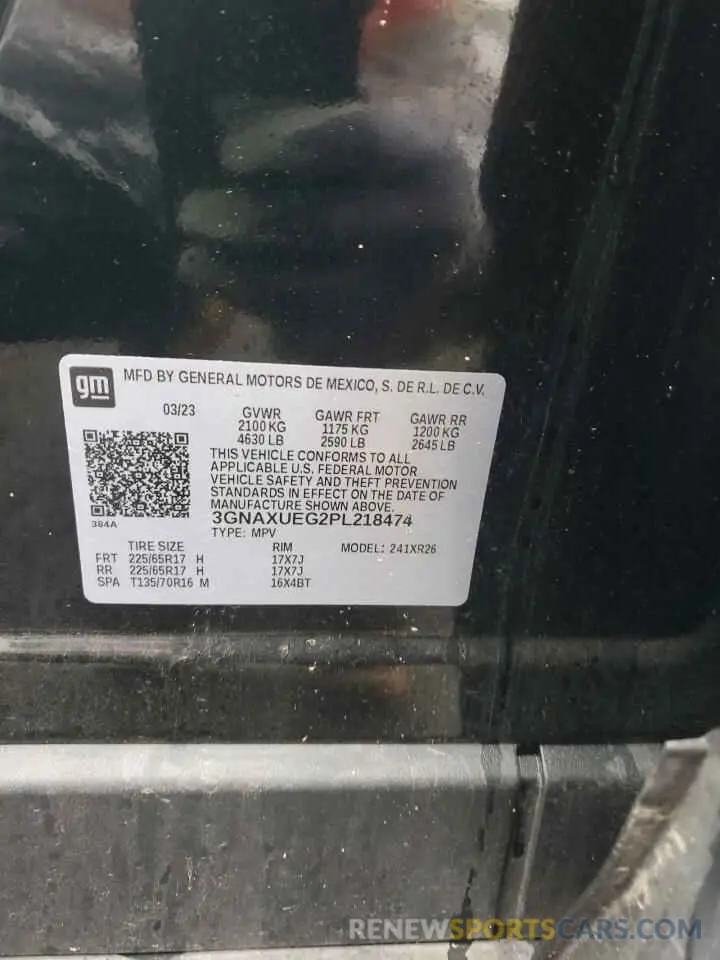 gm MFD BY GENERAL MOTORS DE MEXICO, S. DE R.L. DE C.V.
03/23 GVWR GAWR FRT GAWR RR
2100 KG 1175 KG 1200 KG
4630 LB 2590 LB 2645 LB
THIS VEHICLE CONFORMS TO ALL
APPLICABLE U.S. FEDERAL MOTOR
VEHICLE SAFETY AND THEFT PREVENTION
STANDARDS IN EFFECT ON THE DATE OF
MANUFACTURE SHOWN ABOVE.
384A 3GNAXUEG2PL218474
TYPE: MPV
TIRE SIZE RIM MODEL: 241XR26
FRT 225/65R17 H 17X7J
RR 225/65R17 H 17X7J
SPA T135/70R16 M 16X4BT
RENEWSPORTSCARS.COM